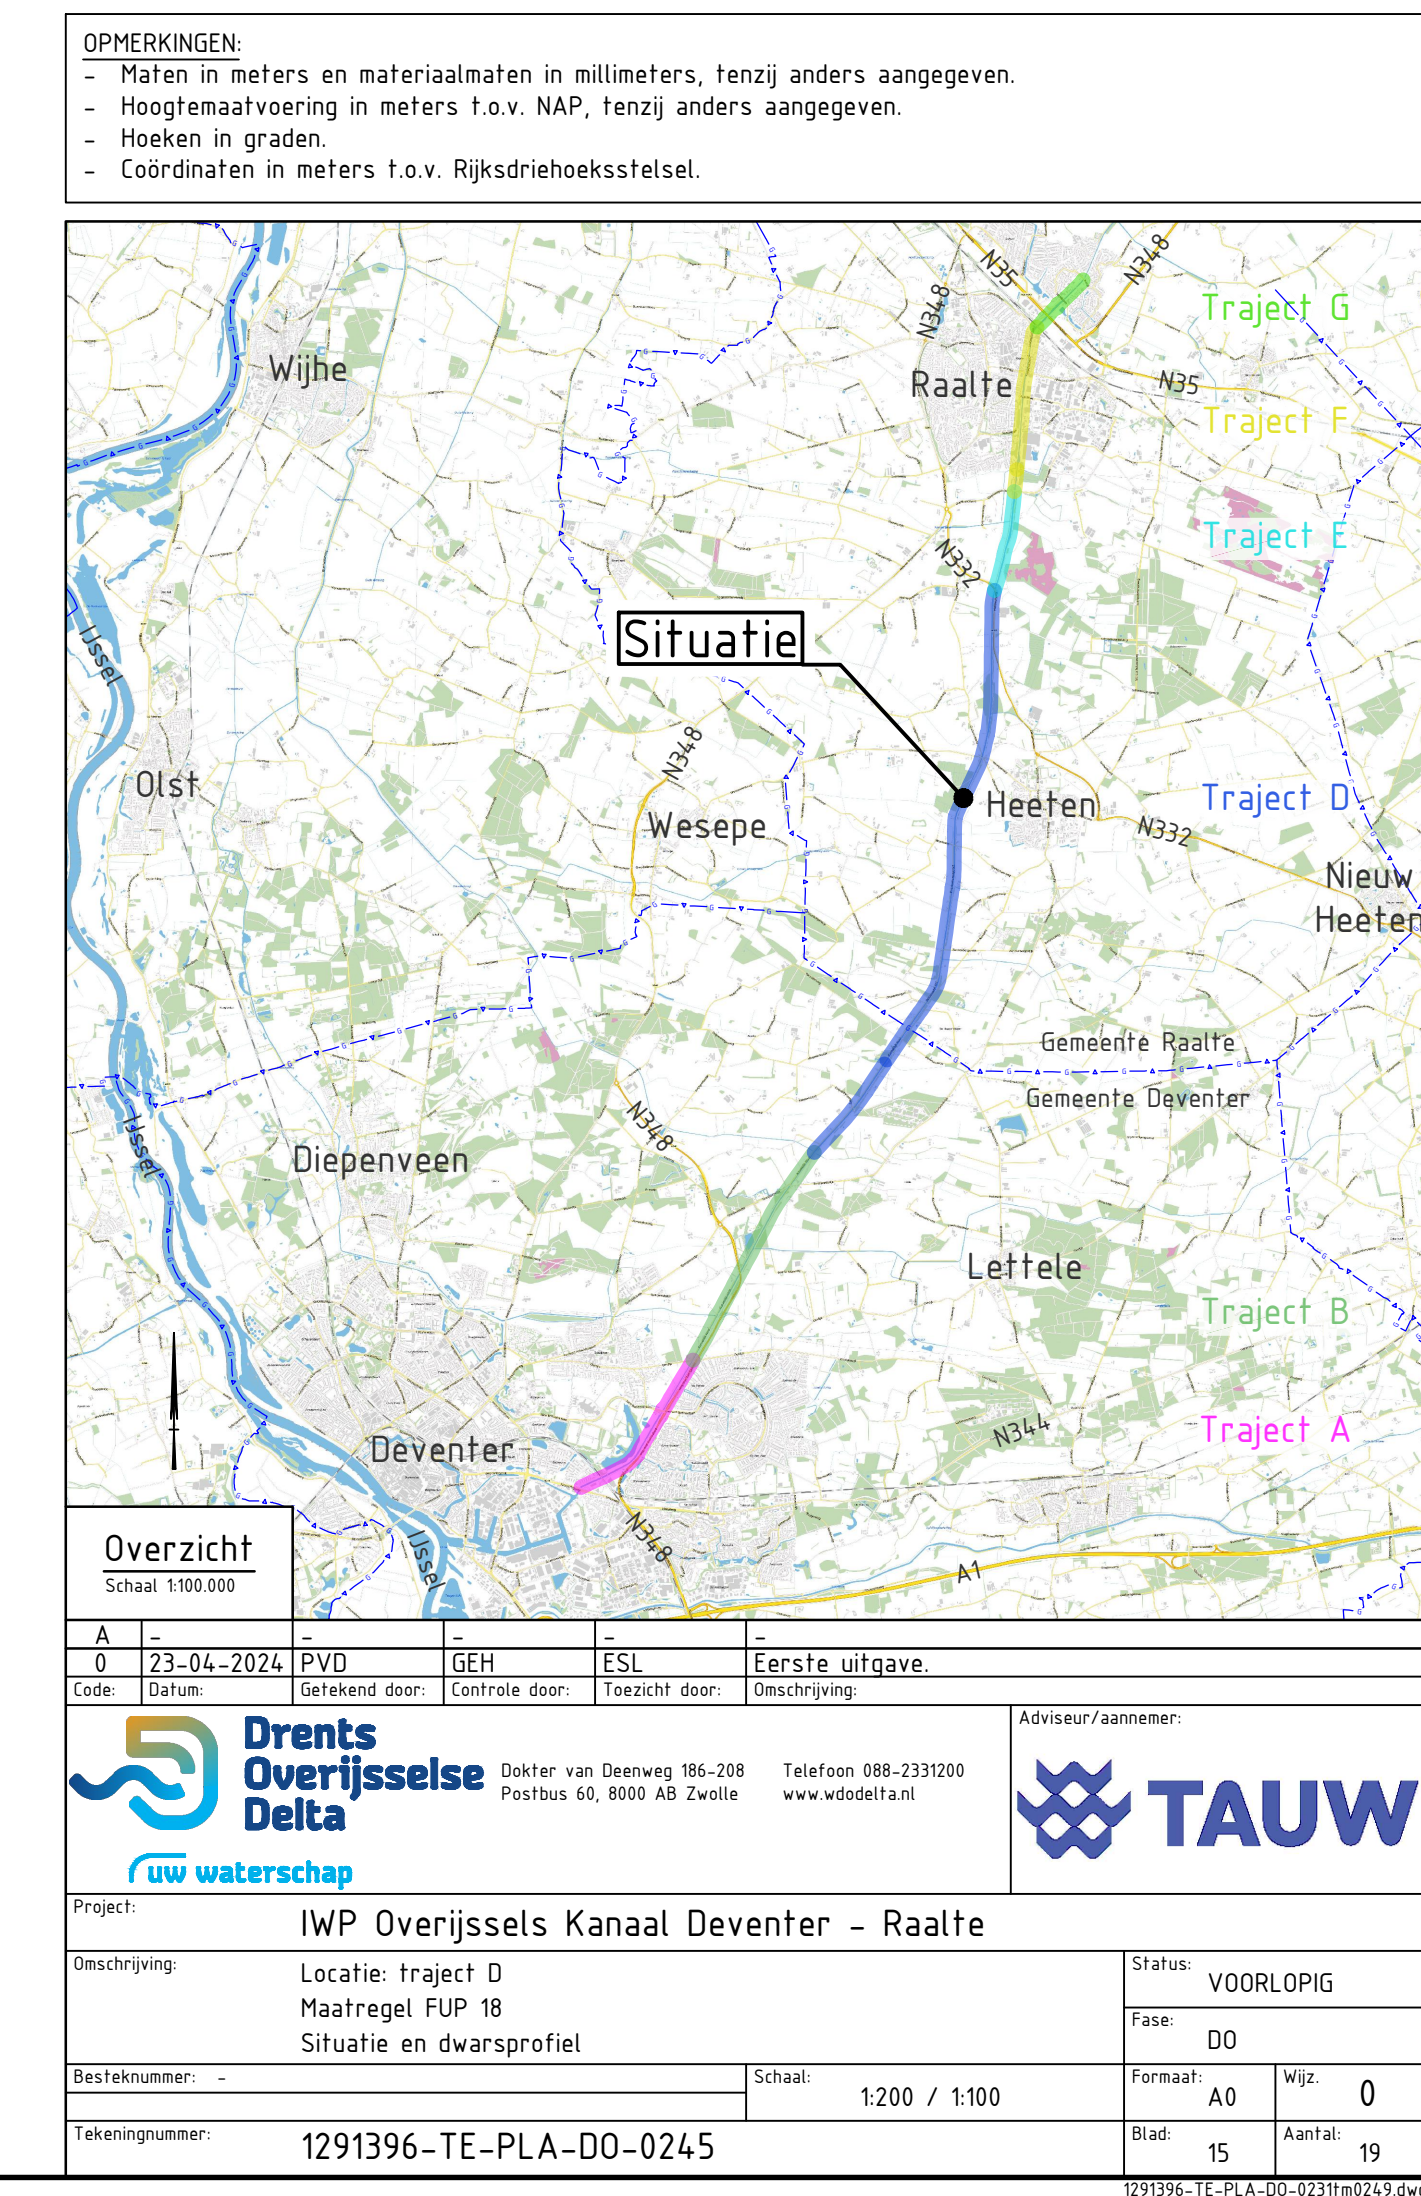 OPMERKINGEN:
- Maten in meters en materiaalmaten in millimeters, tenzij anders aangegeven.
- Hoogtemaatvoering in meters t.o.v. NAP, tenzij anders aangegeven.
- Hoeken in graden.
- Coördinaten in meters t.o.v. Rijksdriehoeksstelsel.
N35
N348
N348
Traject G
Wijhe
Raalte
N35
Traject F
Traject E
N332
Situatie
IJssel
N348
Olst
Heeten
Traject D
Wesepe
N332
Nieuw
Heeten
Gemeente Raalte
Gemeente Deventer
N348
IJssel
Diepenveen
Lettele
Traject B
N344
Traject A
Deventer
N348
IJssel
A1
Overzicht
Schaal 1:100.000
A - - - - -
0 23-04-2024 PVD GEH ESL Eerste uitgave.
Code: Datum: Getekend door: Controle door: Toezicht door: Omschrijving:
Drents
Overijsselse
Delta
uw waterschap
Dokter van Deenweg 186-208
Postbus 60, 8000 AB Zwolle
Telefoon 088-2331200
www.wdodelta.nl
Adviseur/aannemer:
TAUW
Project:
IWP Overijssels Kanaal Deventer - Raalte
Omschrijving:
Locatie: traject D
Maatregel FUP 18
Situatie en dwarsprofiel
Status:
VOORLOPIG
Fase:
DO
Besteknummer: -
Schaal:
1:200 / 1:100
Formaat:
A0
Wijz.
0
Tekeningnummer:
1291396-TE-PLA-DO-0245
Blad:
15
Aantal:
19
1291396-TE-PLA-DO-0231tm0249.dw